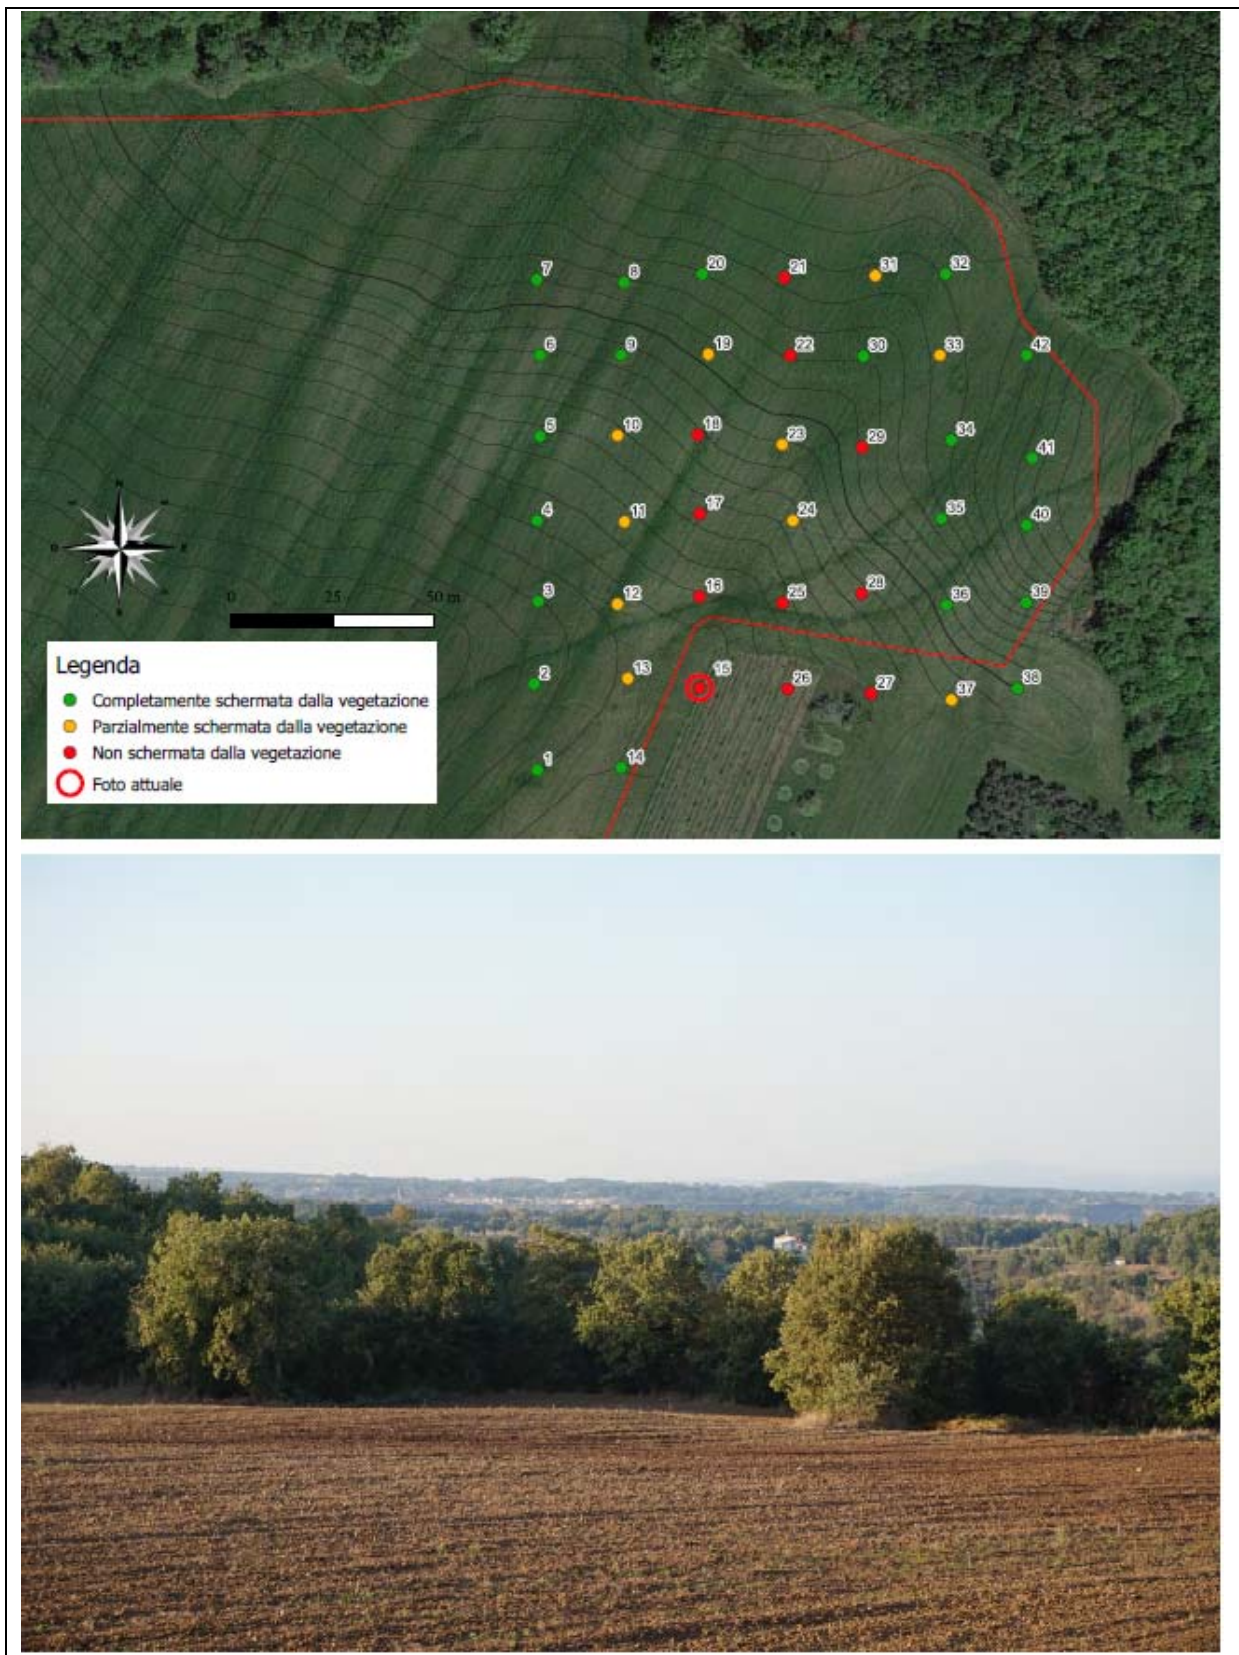 7 8 20 21 31 32
6 9 19 22 30 33 42
5 10 18 23 29 34 41
4 11 17 24 35 40
3 12 16 25 28 36 39
2 13 15 26 27 37 38
1 14
N
0 25 50 m
Legenda
Completamente schermata dalla vegetazione
Parzialmente schermata dalla vegetazione
Non schermata dalla vegetazione
Foto attuale